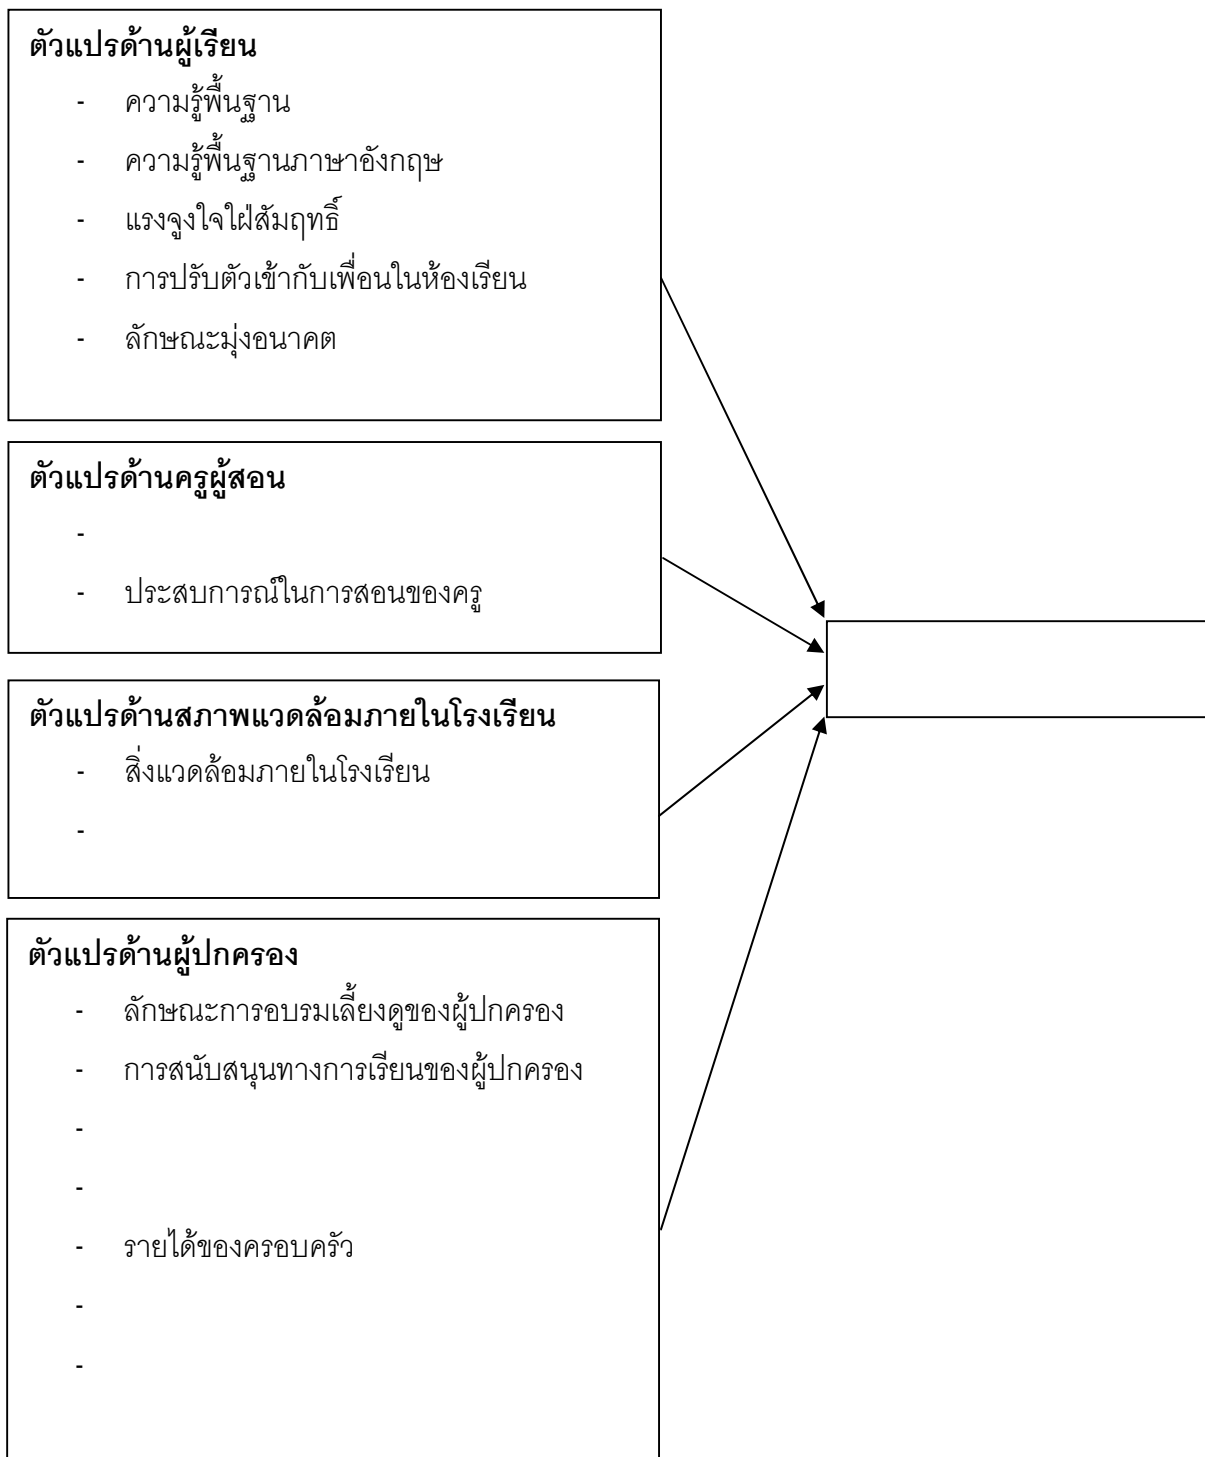 ตัวแปรด้านผู้เรียน
- ความรู้พื้นฐาน
- ความรู้พื้นฐานภาษาอังกฤษ
- แรงจูงใจใฝ่สัมฤทธิ์
- การปรับตัวเข้ากับเพื่อนในห้องเรียน
- ลักษณะมุ่งอนาคต
ตัวแปรด้านครูผู้สอน
-
- ประสบการณ์ในการสอนของครู
ตัวแปรด้านสภาพแวดล้อมภายในโรงเรียน
- สิ่งแวดล้อมภายในโรงเรียน
-
ตัวแปรด้านผู้ปกครอง
- ลักษณะการอบรมเลี้ยงดูของผู้ปกครอง
- การสนับสนุนทางการเรียนของผู้ปกครอง
-
-
- รายได้ของครอบครัว
-
-